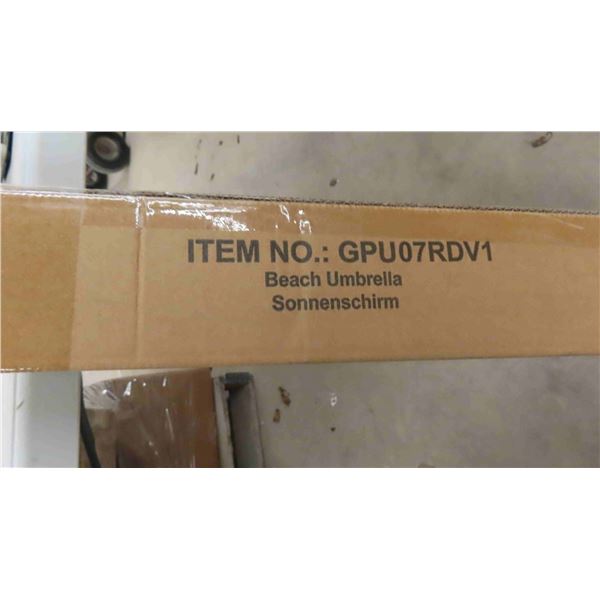 ITEM NO.: GPU07RDV1
Beach Umbrella
Sonnenschirm